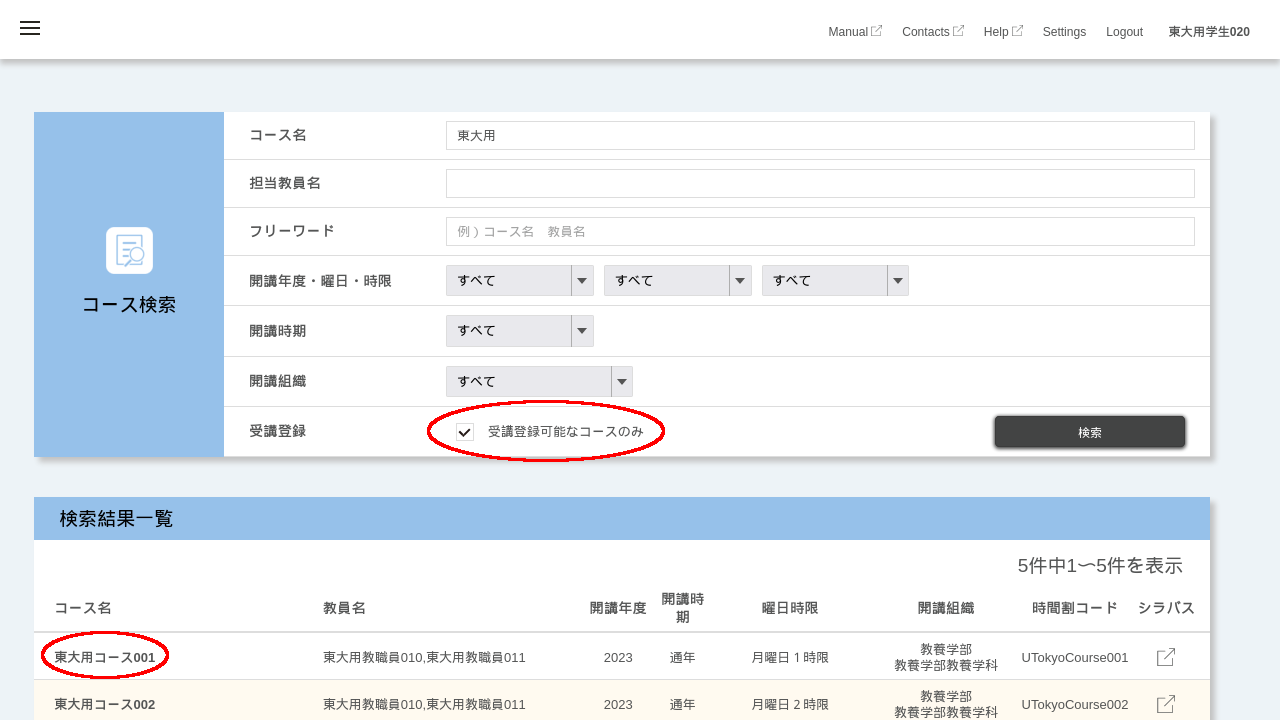 Manual Contacts Help Settings Logout 東大用学生020
コース検索
コース名 東大用
担当教員名
フリーワード 例）コース名　教員名
開講年度・曜日・時限 すべて すべて すべて
開講時期 すべて
開講組織 すべて
受講登録 受講登録可能なコースのみ 検索
検索結果一覧
5件中1〜5件を表示
コース名 教員名 開講年度 開講時期 曜日時限 開講組織 時間割コード シラバス
東大用コース001 東大用教職員010,東大用教職員011 2023 通年 月曜日１時限 教養学部 教養学部教養学科 UTokyoCourse001
東大用コース002 東大用教職員010,東大用教職員011 2023 通年 月曜日２時限 教養学部 教養学部教養学科 UTokyoCourse002